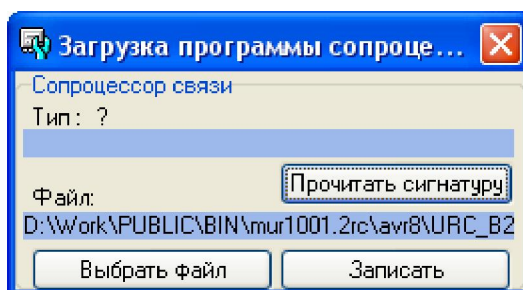 Загрузка программы сопроце...
Сопроцессор связи
Тип: ?
Прочитать сигнатуру
Файл:
D:\Work\PUBLIC\BIN\mur1001.2rc\avr8\URC_B2
Выбрать файл Записать